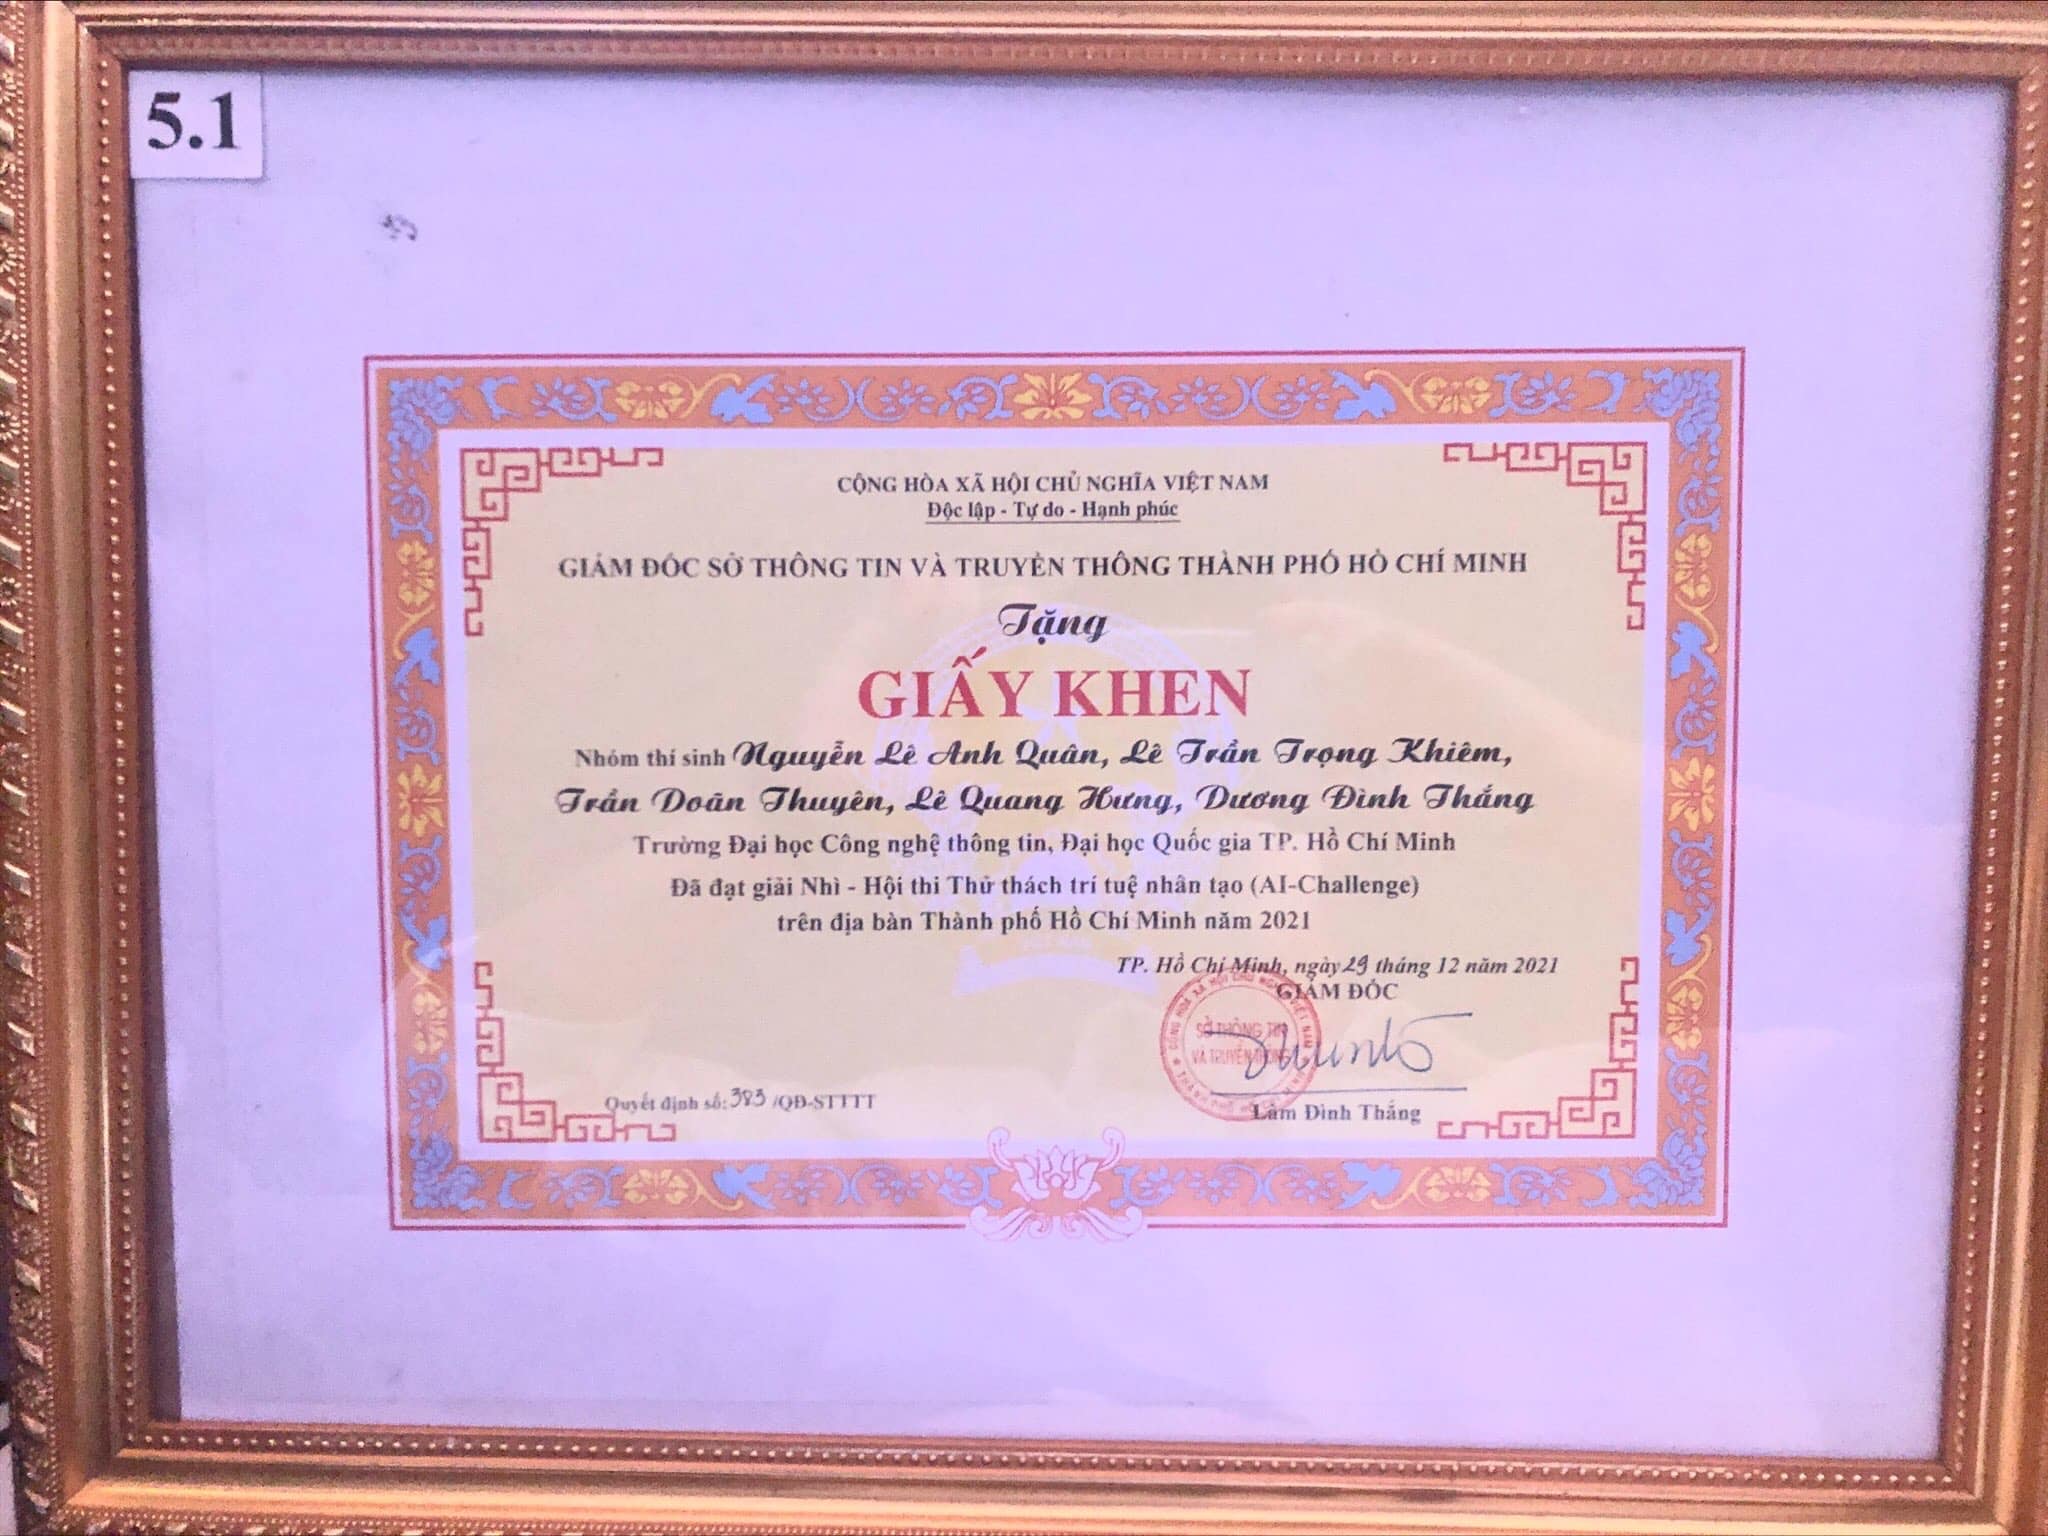 5.1
CỘNG HÒA XÃ HỘI CHỦ NGHĨA VIỆT NAM
Độc lập - Tự do - Hạnh phúc
GIÁM ĐỐC SỞ THÔNG TIN VÀ TRUYỀN THÔNG THÀNH PHỐ HỒ CHÍ MINH
Tặng
GIẤY KHEN
Nhóm thí sinh Nguyễn Lê Anh Quân, Lê Trần Trọng Khiêm,
Trần Doãn Thuyên, Lê Quang Hưng, Dương Đình Thắng
Trường Đại học Công nghệ thông tin, Đại học Quốc gia TP. Hồ Chí Minh
Đã đạt giải Nhì - Hội thi Thử thách trí tuệ nhân tạo (AI-Challenge)
trên địa bàn Thành phố Hồ Chí Minh năm 2021
TP. Hồ Chí Minh, ngày 29 tháng 12 năm 2021
GIÁM ĐỐC
SỞ THÔNG TIN
VÀ TRUYỀN THÔNG
Quyết định số: 383 /QĐ-STTTT
Lâm Đình Thắng